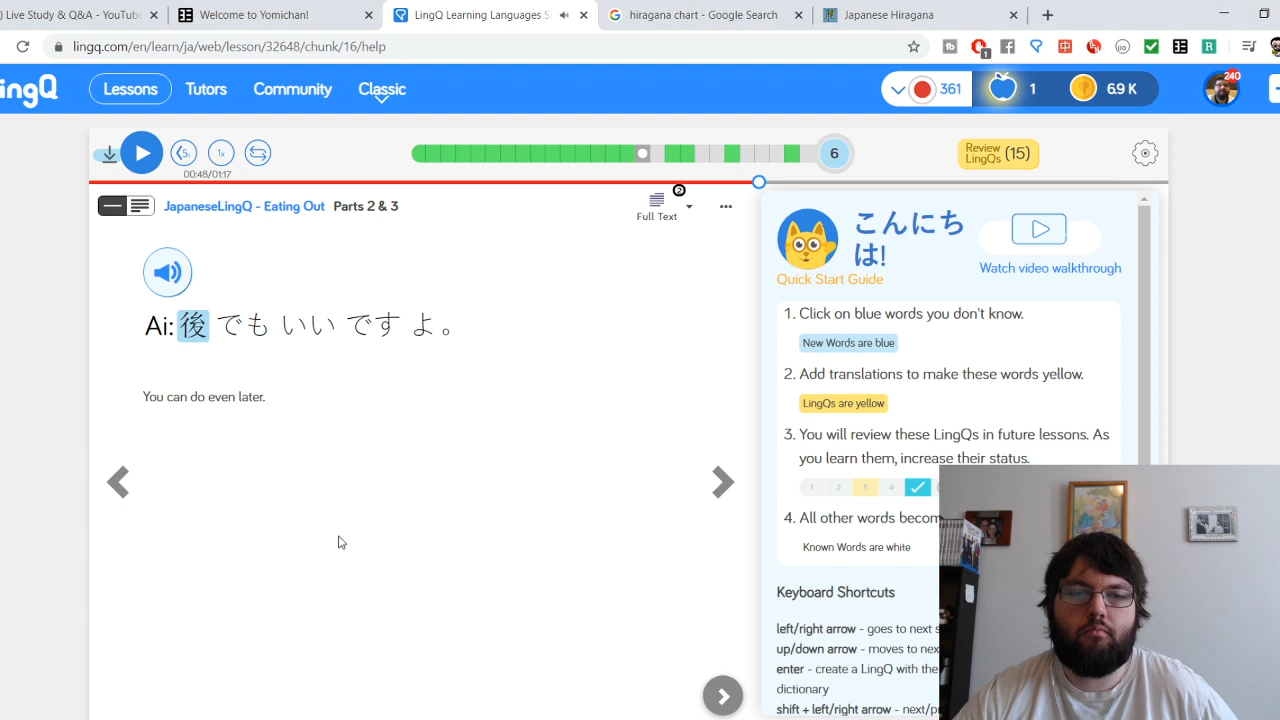 ) Live Study & Q&A - YouTube
Welcome to Yomichan!
LingQ Learning Languages S
hiragana chart - Google Search
Japanese Hiragana
lingq.com/en/learn/ja/web/lesson/32648/chunk/16/help
1
ingQ
Lessons
Tutors
Community
Classic
361
1
6.9 K
240
5s
1x
00:48/01:17
6
Review LingQs (15)
JapaneseLingQ - Eating Out Parts 2 & 3
2
Full Text
Ai: 後 でも いい です よ。
You can do even later.
こんにち
は!
Quick Start Guide
Watch video walkthrough
1. Click on blue words you don't know.
New Words are blue
2. Add translations to make these words yellow.
LingQs are yellow
3. You will review these LingQs in future lessons. As
you learn them, increase their status.
1 2 3 4
4. All other words becom
Known Words are white
Keyboard Shortcuts
left/right arrow - goes to next s
up/down arrow - moves to nex
enter - create a LingQ with the
dictionary
shift + left/right arrow - next/pr